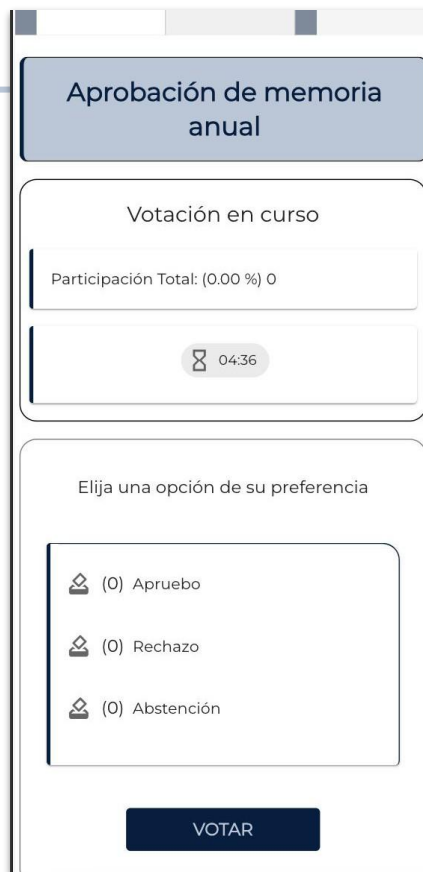 Aprobación de memoria
anual
Votación en curso
Participación Total: (0.00 %) 0
04:36
Elija una opción de su preferencia
(0) Apruebo
(0) Rechazo
(0) Abstención
VOTAR